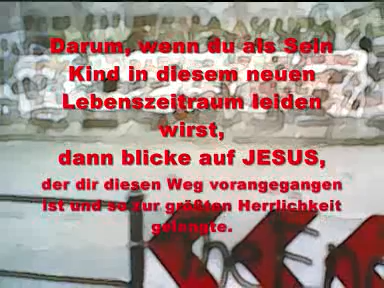 Darum, wenn du als Sein
Kind in diesem neuen
Lebenszeitraum leiden
wirst,
dann blicke auf JESUS,
der dir diesen Weg vorangegangen
ist und so zur größten Herrlichkeit
gelangte.